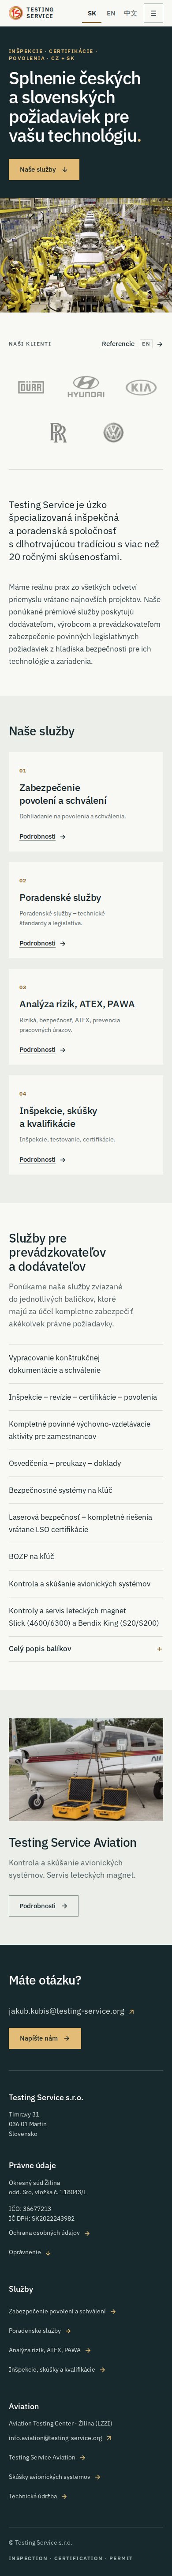 TESTING
SERVICE
SK EN 中文
INŠPEKCIE · CERTIFIKÁCIE ·
POVOLENIA · CZ + SK
Splnenie českých
a slovenských
požiadaviek pre
vašu technológiu.
Naše služby ↓
NAŠI KLIENTI
Referencie EN →
DÜRR
HYUNDAI
KIA
Testing Service je úzko
špecializovaná inšpekčná
a poradenská spoločnosť
s dlhotrvajúcou tradíciou s viac než
20 ročnými skúsenosťami.
Máme reálnu prax zo všetkých odvetví
priemyslu vrátane najnovších projektov. Naše
ponúkané prémiové služby poskytujú
dodávateľom, výrobcom a prevádzkovateľom
zabezpečenie povinných legislatívnych
požiadaviek z hľadiska bezpečnosti pre ich
technológie a zariadenia.
Naše služby
01
Zabezpečenie
povolení a schválení
Dohliadanie na povolenia a schválenia.
Podrobnosti →
02
Poradenské služby
Poradenské služby – technické
štandardy a legislatíva.
Podrobnosti →
03
Analýza rizík, ATEX, PAWA
Riziká, bezpečnosť, ATEX, prevencia
pracovných úrazov.
Podrobnosti →
04
Inšpekcie, skúšky
a kvalifikácie
Inšpekcie, testovanie, certifikácie.
Podrobnosti →
Služby pre
prevádzkovateľov
a dodávateľov
Ponúkame naše služby zviazané
do jednotlivých balíčkov, ktoré
majú za účel kompletne zabezpečiť
akékoľvek právne požiadavky.
Vypracovanie konštrukčnej
dokumentácie a schválenie
Inšpekcie – revízie – certifikácie – povolenia
Kompletné povinné výchovno-vzdelávacie
aktivity pre zamestnancov
Osvedčenia – preukazy – doklady
Bezpečnostné systémy na kľúč
Laserová bezpečnosť – kompletné riešenia
vrátane LSO certifikácie
BOZP na kľúč
Kontrola a skúšanie avionických systémov
Kontroly a servis leteckých magnet
Slick (4600/6300) a Bendix King (S20/S200)
Celý popis balíkov +
Testing Service Aviation
Kontrola a skúšanie avionických
systémov. Servis leteckých magnet.
Podrobnosti →
Máte otázku?
jakub.kubis@testing-service.org ↗
Napíšte nám →
Testing Service s.r.o.
Timravy 31
036 01 Martin
Slovensko
Právne údaje
Okresný súd Žilina
odd. Sro, vložka č. 118043/L
IČO: 36677213
IČ DPH: SK2022243982
Ochrana osobných údajov →
Oprávnenie ↓
Služby
Zabezpečenie povolení a schválení →
Poradenské služby →
Analýza rizík, ATEX, PAWA →
Inšpekcie, skúšky a kvalifikácie →
Aviation
Aviation Testing Center · Žilina (LZZI)
info.aviation@testing-service.org ↗
Testing Service Aviation →
Skúšky avionických systémov →
Technická údržba →
© Testing Service s.r.o.
INSPECTION · CERTIFICATION · PERMIT